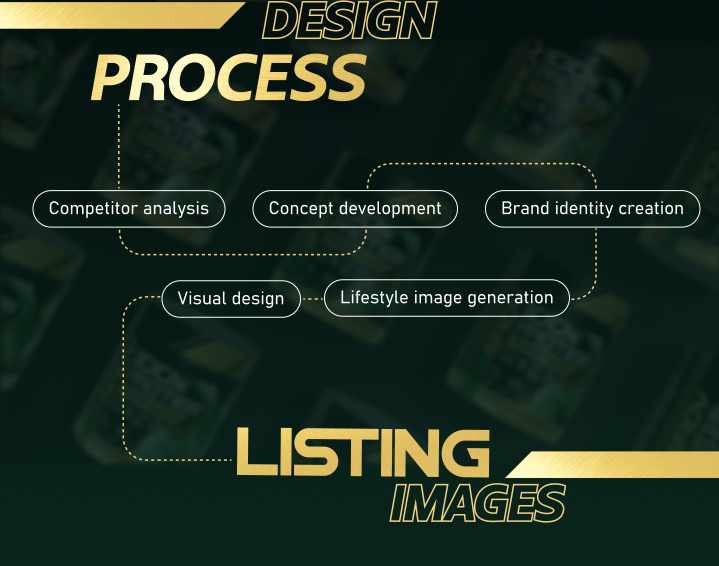 DESIGN
PROCESS
Competitor analysis
Concept development
Brand identity creation
Lifestyle image generation
Visual design
LISTING
IMAGES